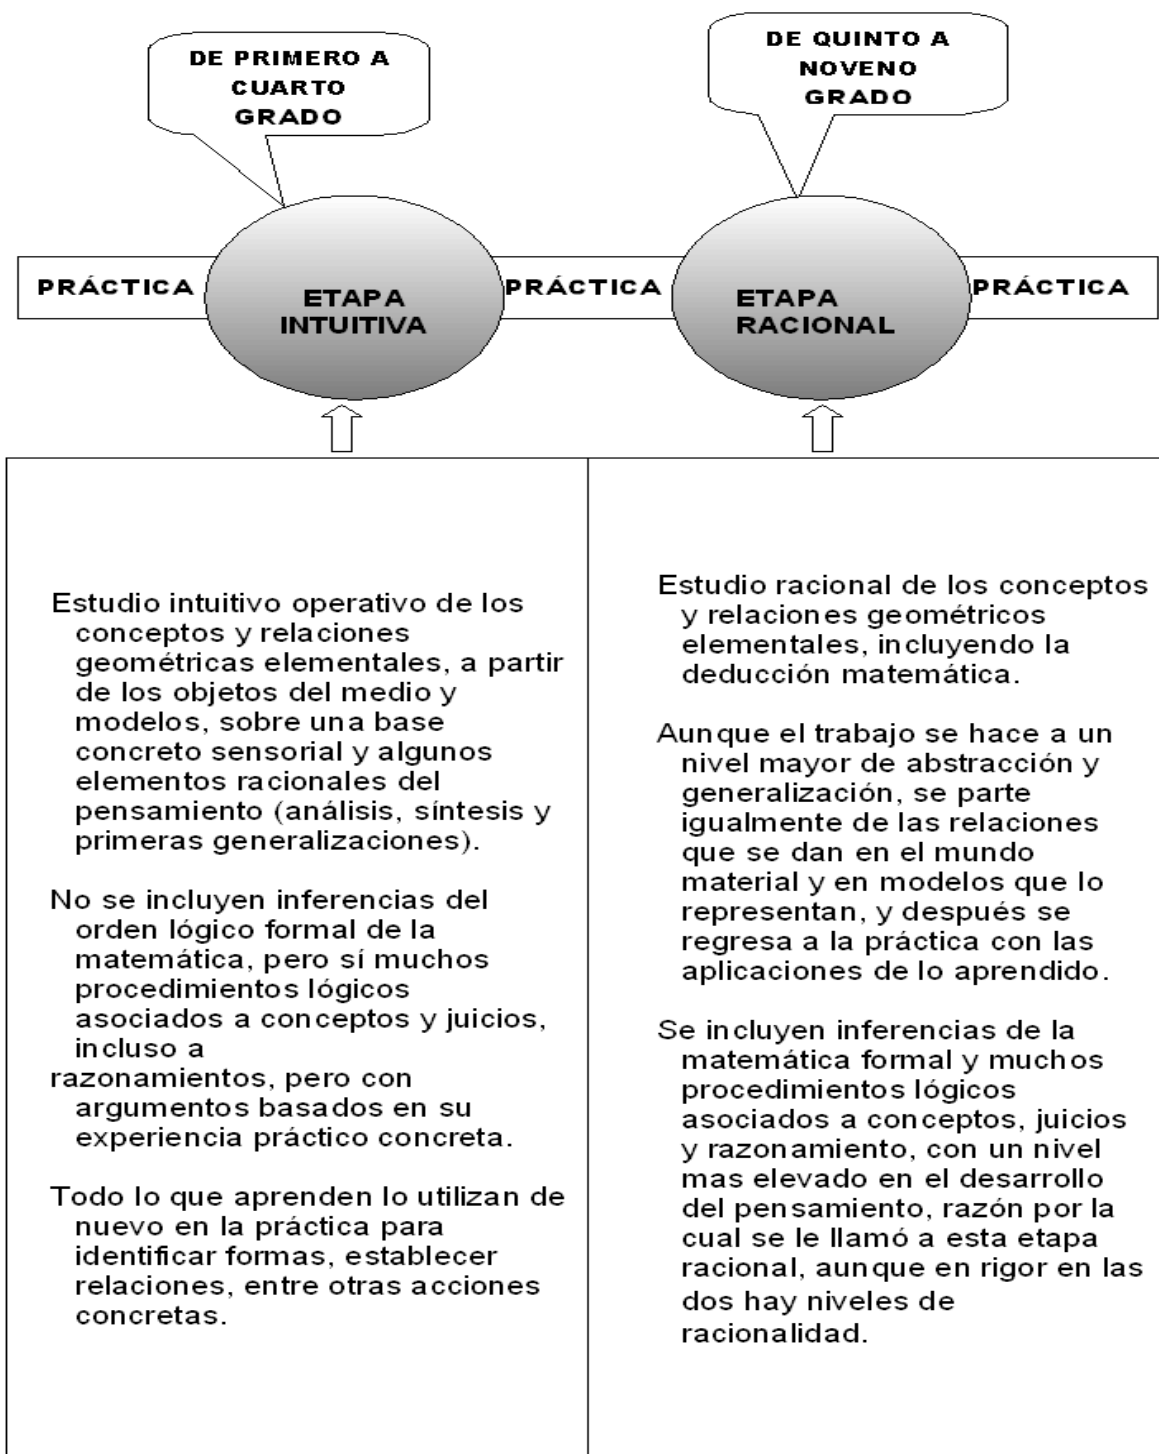 DE PRIMERO A
CUARTO
GRADO
DE QUINTO A
NOVENO
GRADO
PRÁCTICA
ETAPA
INTUITIVA
PRÁCTICA
ETAPA
RACIONAL
PRÁCTICA
Estudio intuitivo operativo de los
conceptos y relaciones
geométricas elementales, a partir
de los objetos del medio y
modelos, sobre una base
concreto sensorial y algunos
elementos racionales del
pensamiento (análisis, síntesis y
primeras generalizaciones).
No se incluyen inferencias del
orden lógico formal de la
matemática, pero sí muchos
procedimientos lógicos
asociados a conceptos y juicios,
incluso a
razonamientos, pero con
argumentos basados en su
experiencia práctico concreta.
Todo lo que aprenden lo utilizan de
nuevo en la práctica para
identificar formas, establecer
relaciones, entre otras acciones
concretas.
Estudio racional de los conceptos
y relaciones geométricos
elementales, incluyendo la
deducción matemática.
Aunque el trabajo se hace a un
nivel mayor de abstracción y
generalización, se parte
igualmente de las relaciones
que se dan en el mundo
material y en modelos que lo
representan, y después se
regresa a la práctica con las
aplicaciones de lo aprendido.
Se incluyen inferencias de la
matemática formal y muchos
procedimientos lógicos
asociados a conceptos, juicios
y razonamiento, con un nivel
mas elevado en el desarrollo
del pensamiento, razón por la
cual se le llamó a esta etapa
racional, aunque en rigor en las
dos hay niveles de
racionalidad.